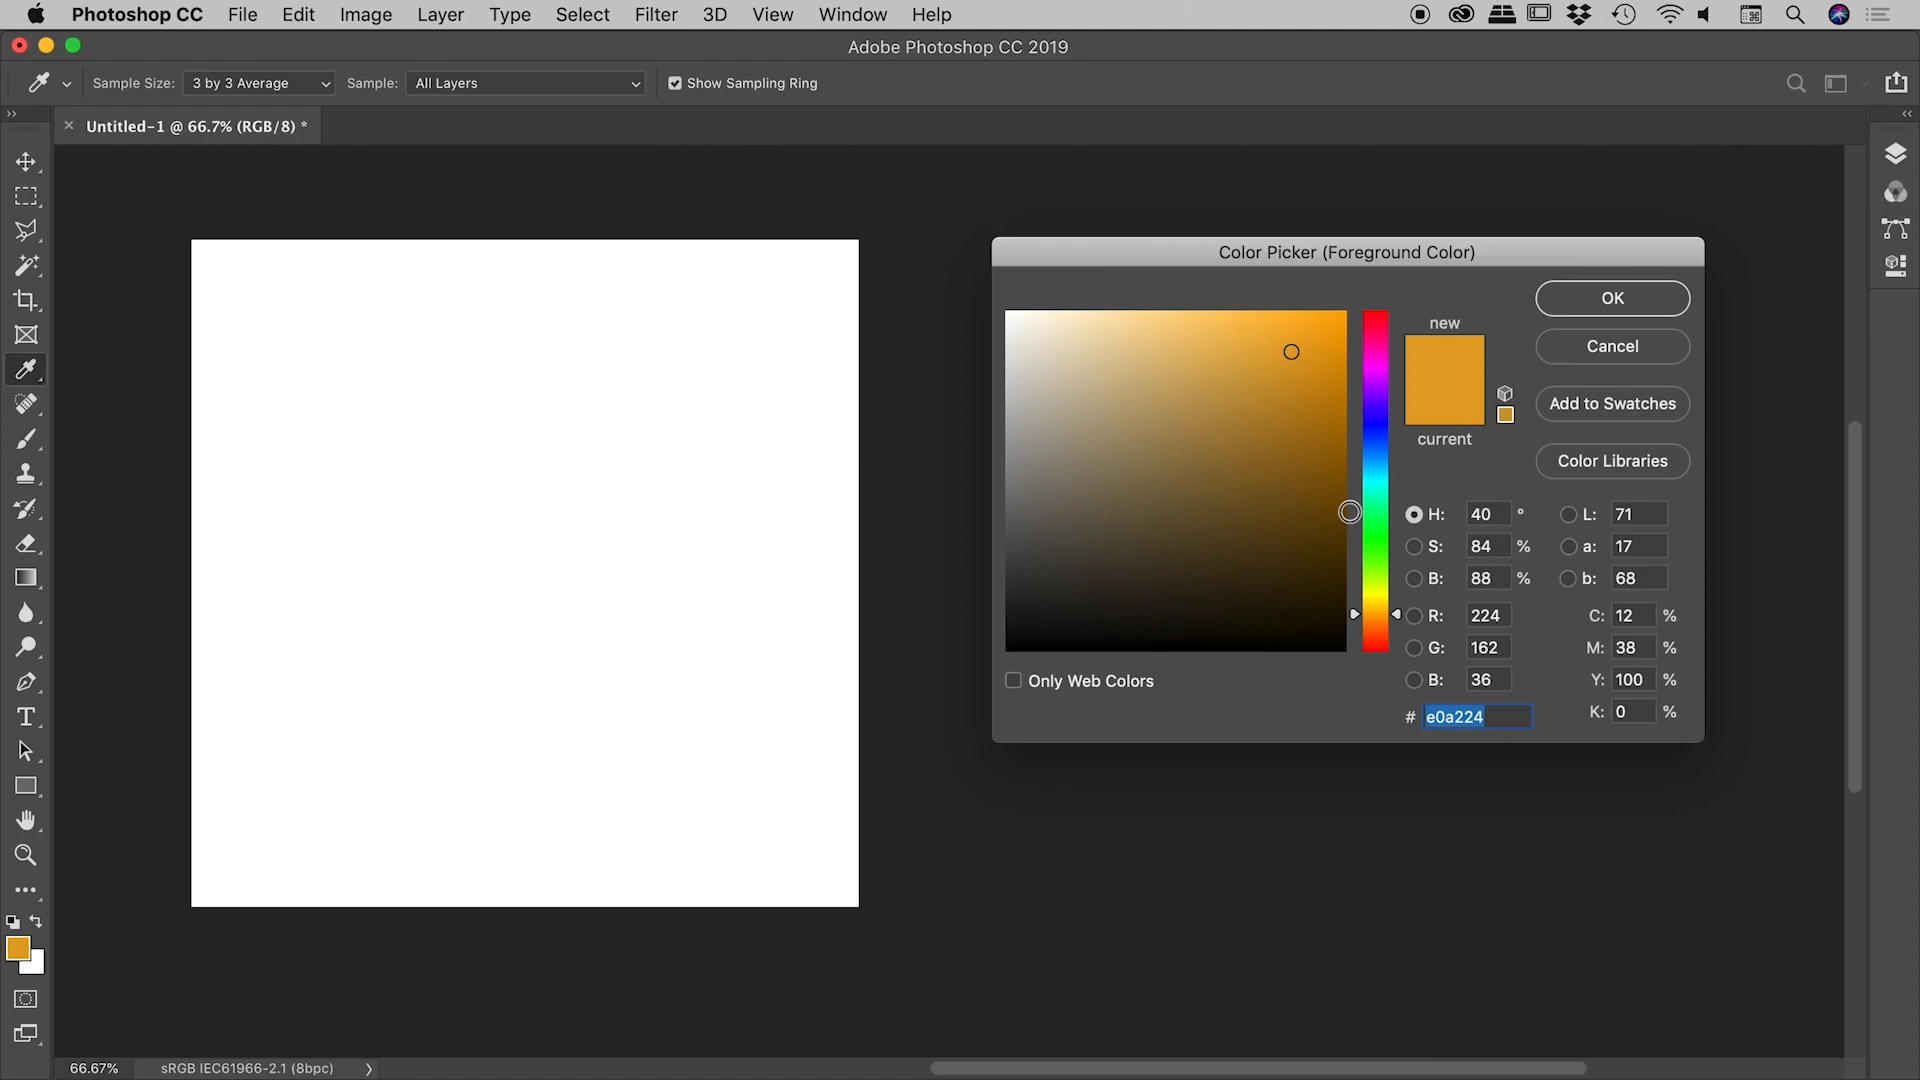 Photoshop CC File Edit Image Layer Type Select Filter 3D View Window Help
Adobe Photoshop CC 2019
Sample Size: 3 by 3 Average Sample: All Layers Show Sampling Ring
Untitled-1 @ 66.7% (RGB/8) *
Color Picker (Foreground Color)
new
current
OK
Cancel
Add to Swatches
Color Libraries
H: 40 ° L: 71
S: 84 % a: 17
B: 88 % b: 68
R: 224 C: 12 %
G: 162 M: 38 %
B: 36 Y: 100 %
# e0a224 K: 0 %
Only Web Colors
66.67% sRGB IEC61966-2.1 (8bpc)